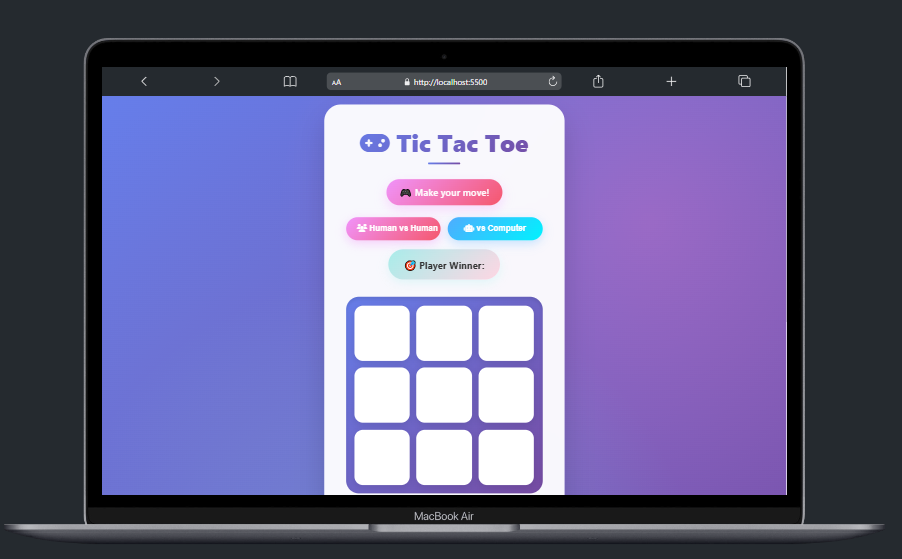 AA
http://localhost:5500
Tic Tac Toe
Make your move!
Human vs Human
vs Computer
Player Winner:
MacBook Air